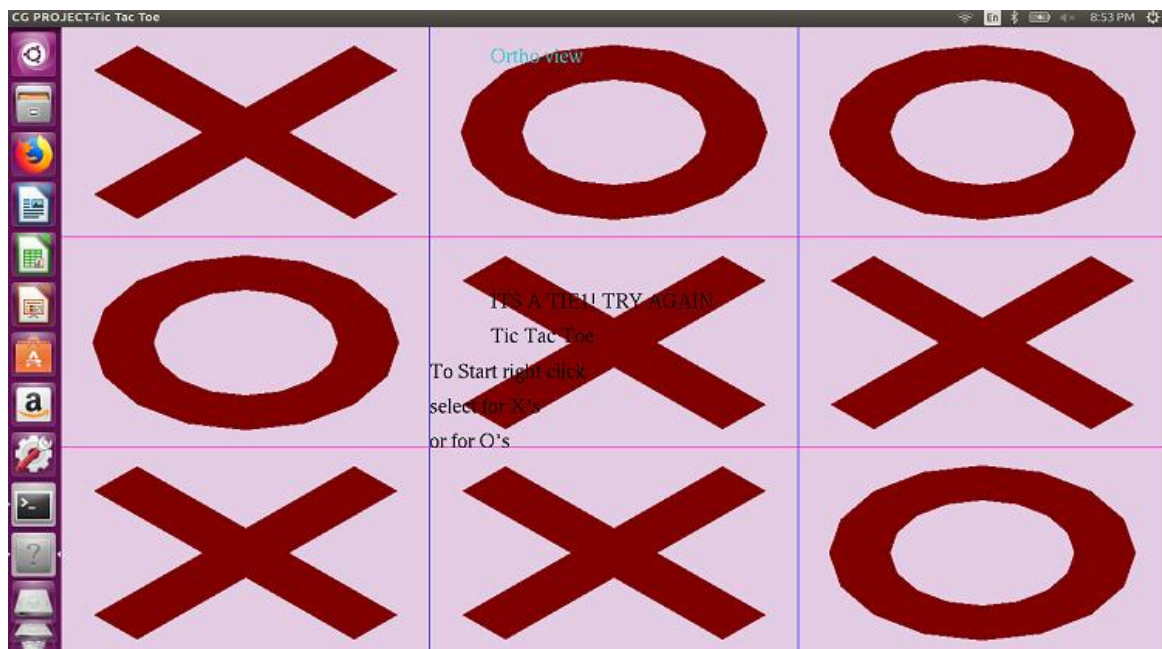 CG PROJECT-Tic Tac Toe
En
8:53 PM
Ortho view
ITS A TIE1! TRY AGAIN
Tic Tac Toe
To Start right click
select for X's
or for O's